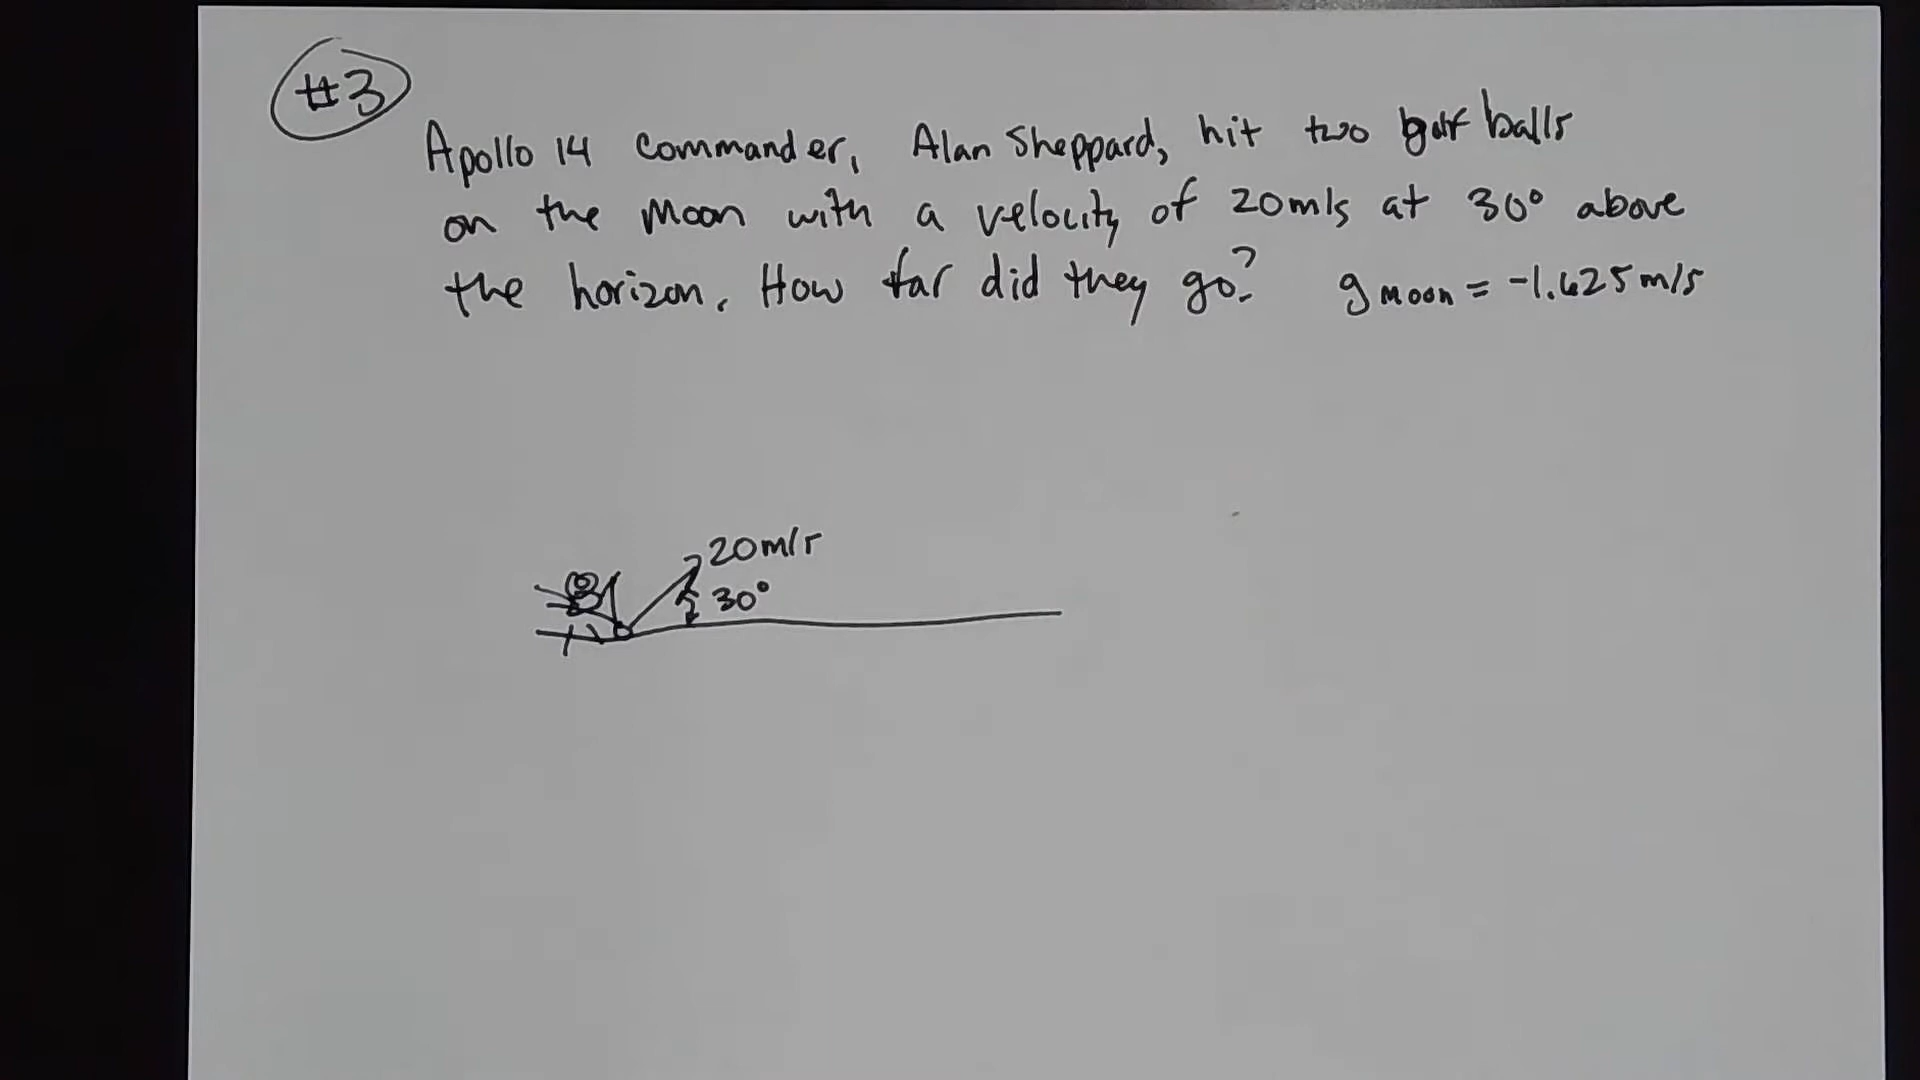 #3
Apollo 14 Commander, Alan Sheppard, hit two golf balls
on the Moon with a velocity of 20m/s at 30° above
the horizon. How far did they go? g moon = -1.625 m/s
20m/s
30°